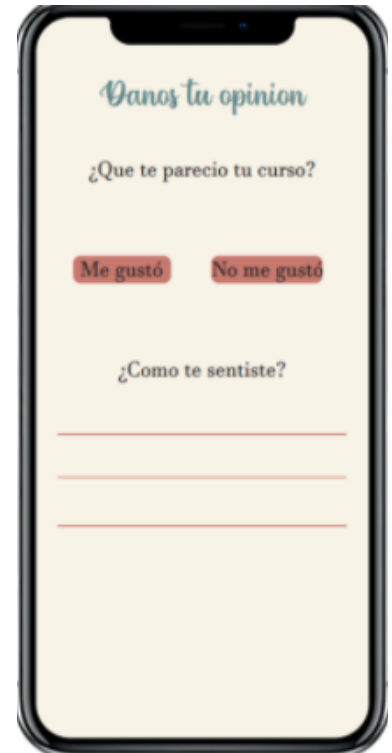 Danos tu opinion
¿Que te parecio tu curso?
Me gustó No me gustó
¿Como te sentiste?